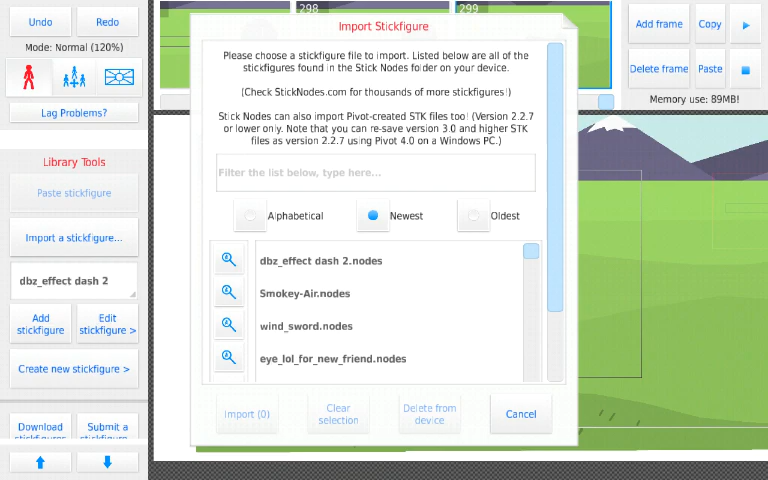 Undo
Redo
Mode: Normal (120%)
Lag Problems?
Library Tools
Paste stickfigure
Import a stickfigure...
dbz_effect dash 2
Add
stickfigure
Edit
stickfigure >
Create new stickfigure >
Download
stickfigures
Submit a
stickfigure
298
299
Import Stickfigure
Please choose a stickfigure file to import. Listed below are all of the
stickfigures found in the Stick Nodes folder on your device.
(Check StickNodes.com for thousands of more stickfigures!)
Stick Nodes can also import Pivot-created STK files too! (Version 2.2.7
or lower only. Note that you can re-save version 3.0 and higher STK
files as version 2.2.7 using Pivot 4.0 on a Windows PC.)
Filter the list below, type here...
Alphabetical
Newest
Oldest
dbz_effect dash 2.nodes
Smokey-Air.nodes
wind_sword.nodes
eye_lol_for_new_friend.nodes
Import (0)
Clear
selection
Delete from
device
Cancel
Add frame
Copy
Delete frame
Paste
Memory use: 89MB!